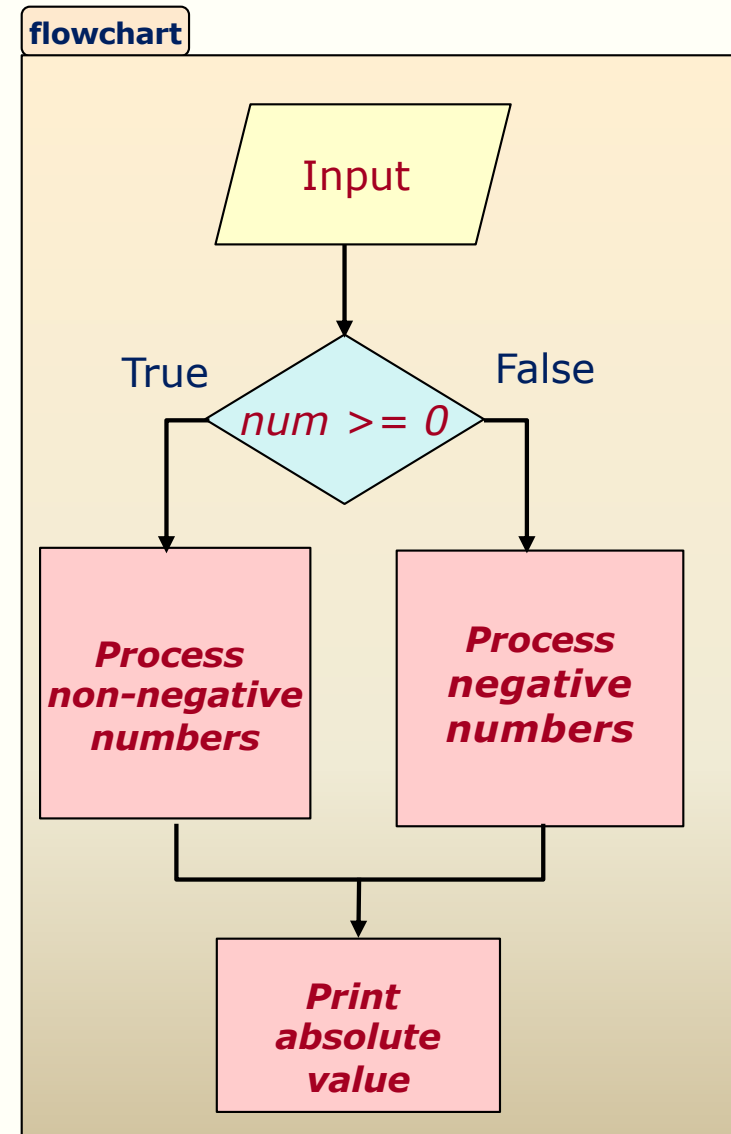 flowchart
Input
True
False
num >= 0
Process
non-negative
numbers
Process
negative
numbers
Print
absolute
value